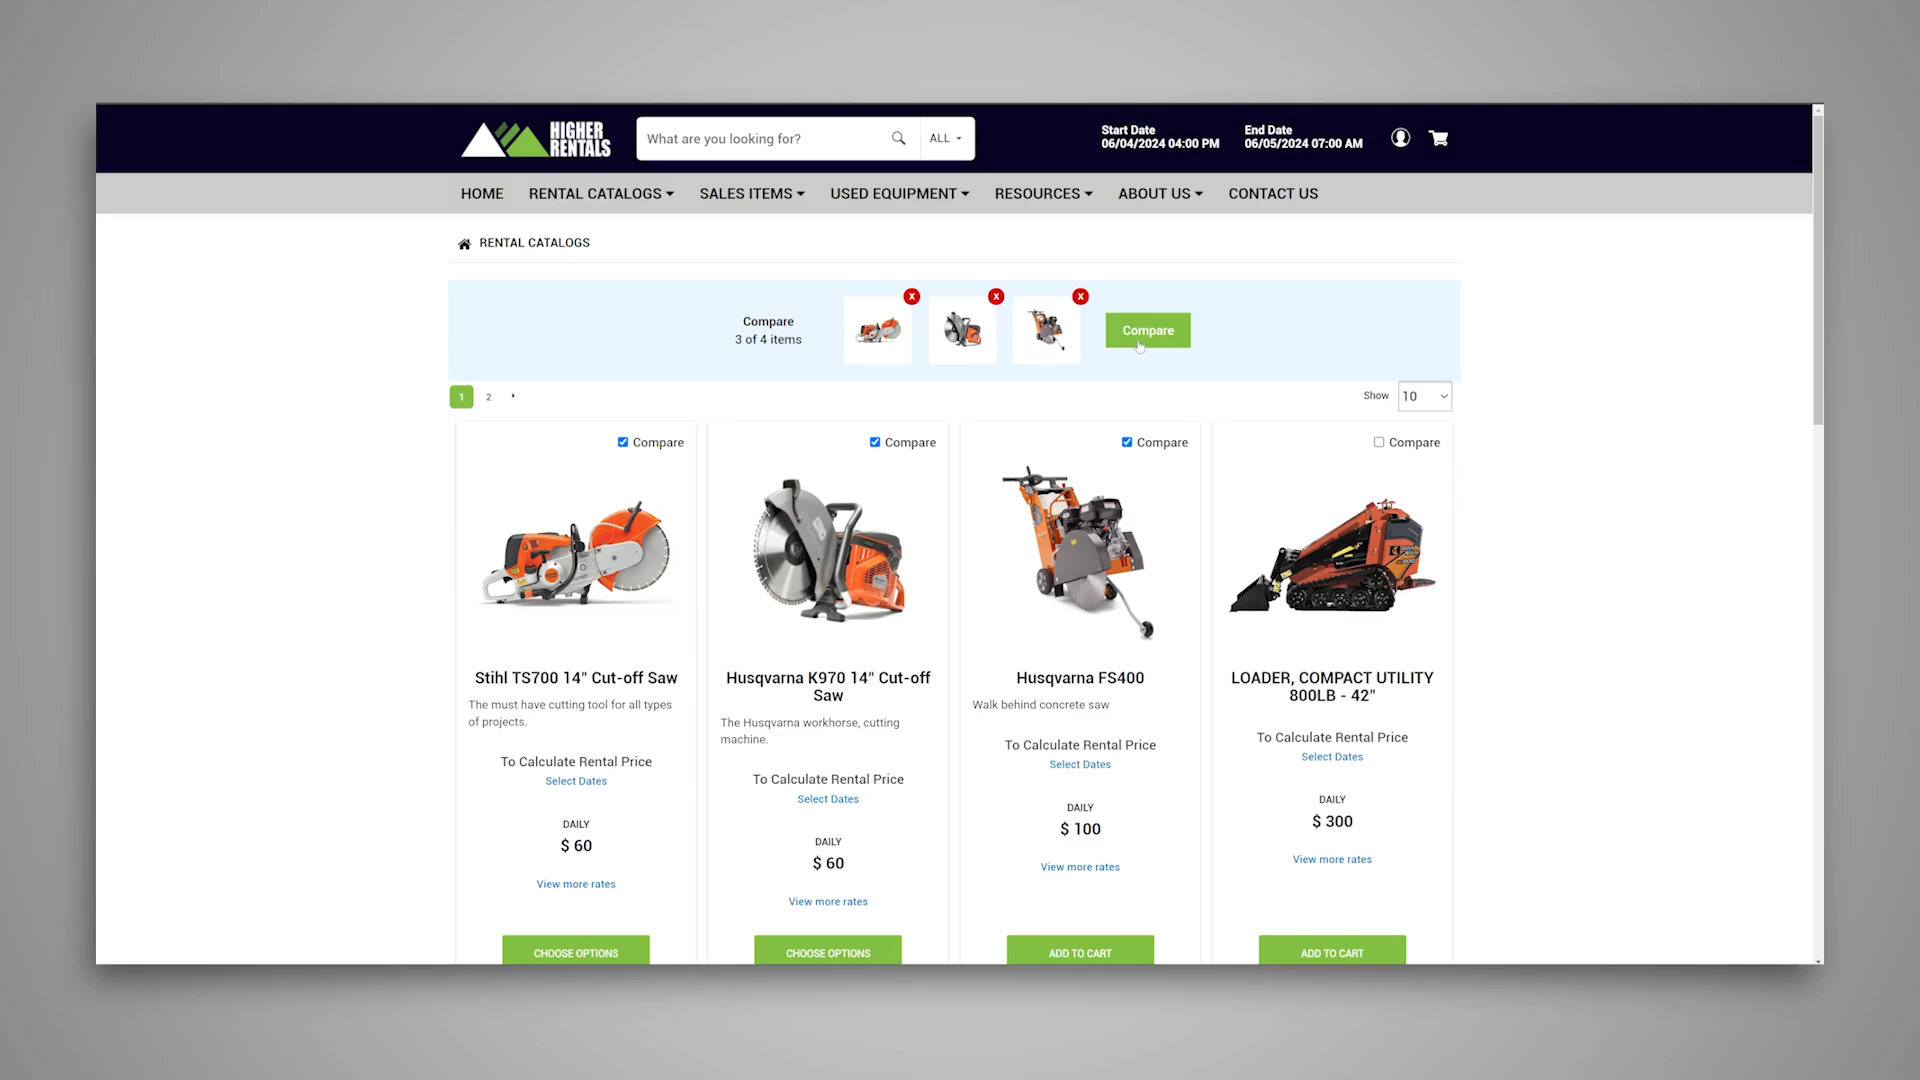 HIGHER
RENTALS
What are you looking for?
ALL
Start Date
06/04/2024 04:00 PM
End Date
06/05/2024 07:00 AM
HOME
RENTAL CATALOGS
SALES ITEMS
USED EQUIPMENT
RESOURCES
ABOUT US
CONTACT US
RENTAL CATALOGS
Compare
3 of 4 items
X
X
X
Compare
1
2
Show
10
Compare
Stihl TS700 14" Cut-off Saw
The must have cutting tool for all types
of projects.
To Calculate Rental Price
Select Dates
DAILY
$ 60
View more rates
CHOOSE OPTIONS
Compare
Husqvarna K970 14" Cut-off
Saw
The Husqvarna workhorse, cutting
machine.
To Calculate Rental Price
Select Dates
DAILY
$ 60
View more rates
CHOOSE OPTIONS
Compare
Husqvarna FS400
Walk behind concrete saw
To Calculate Rental Price
Select Dates
DAILY
$ 100
View more rates
ADD TO CART
Compare
LOADER, COMPACT UTILITY
800LB - 42"
To Calculate Rental Price
Select Dates
DAILY
$ 300
View more rates
ADD TO CART